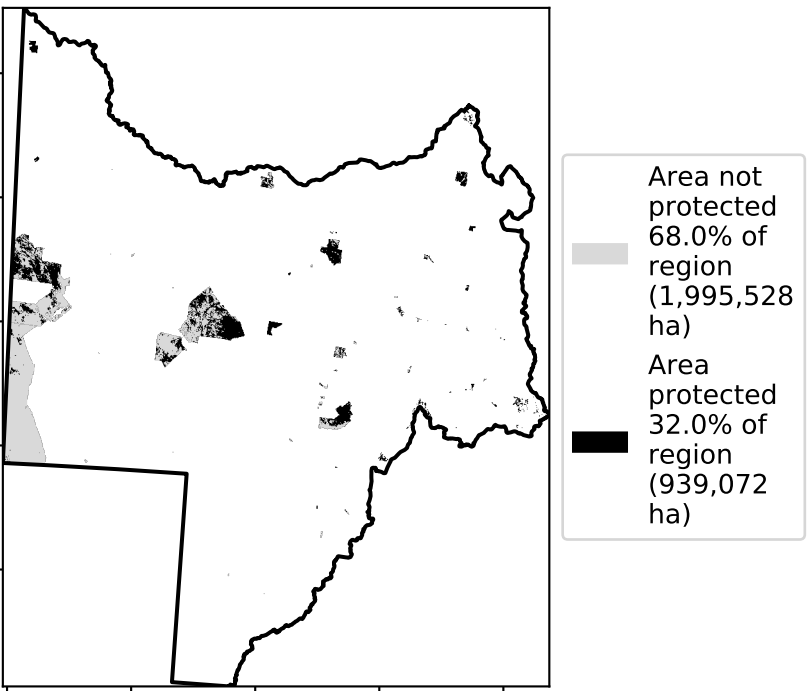 Area not
protected
68.0% of
region
(1,995,528
ha)
Area
protected
32.0% of
region
(939,072
ha)